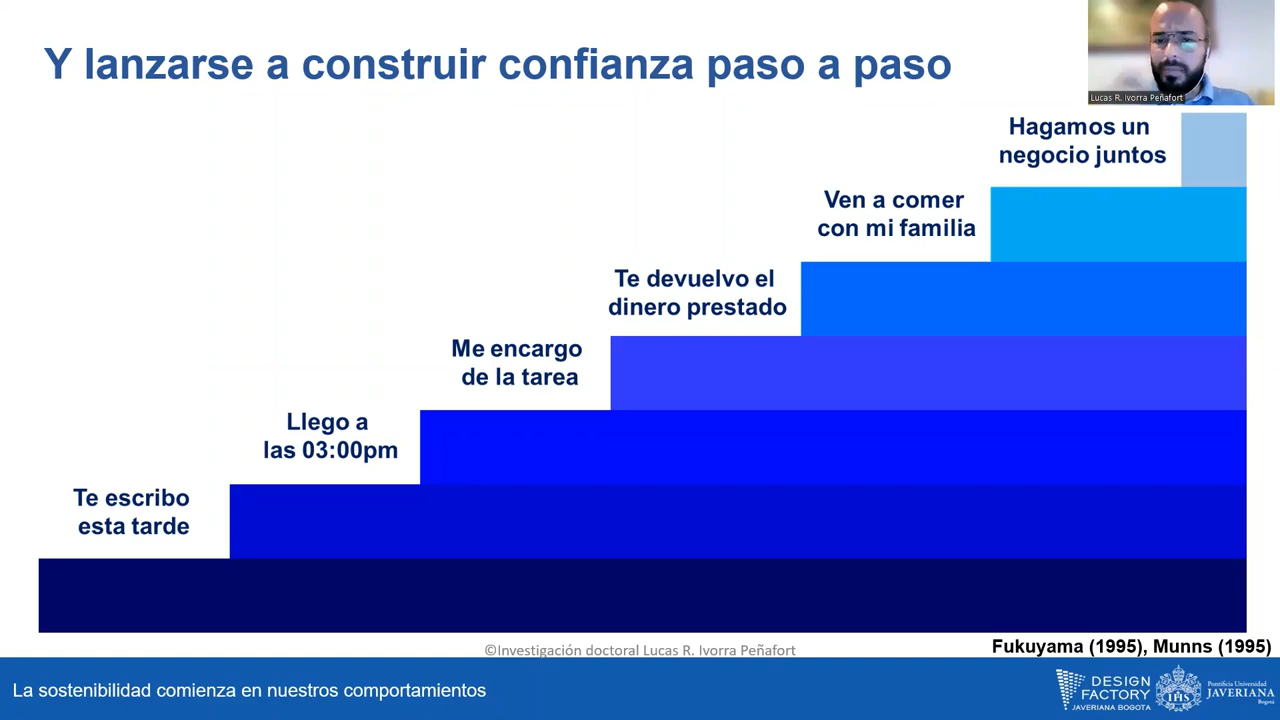 Y lanzarse a construir confianza paso a paso
Lucas R. Ivorra Peñafort
Hagamos un
negocio juntos
Ven a comer
con mi familia
Te devuelvo el
dinero prestado
Me encargo
de la tarea
Llego a
las 03:00pm
Te escribo
esta tarde
©Investigación doctoral Lucas R. Ivorra Peñafort
Fukuyama (1995), Munns (1995)
La sostenibilidad comienza en nuestros comportamientos
DESIGN
FACTORY
JAVERIANA BOGOTA
IHS
Pontificia Universidad
JAVERIANA
Bogotá